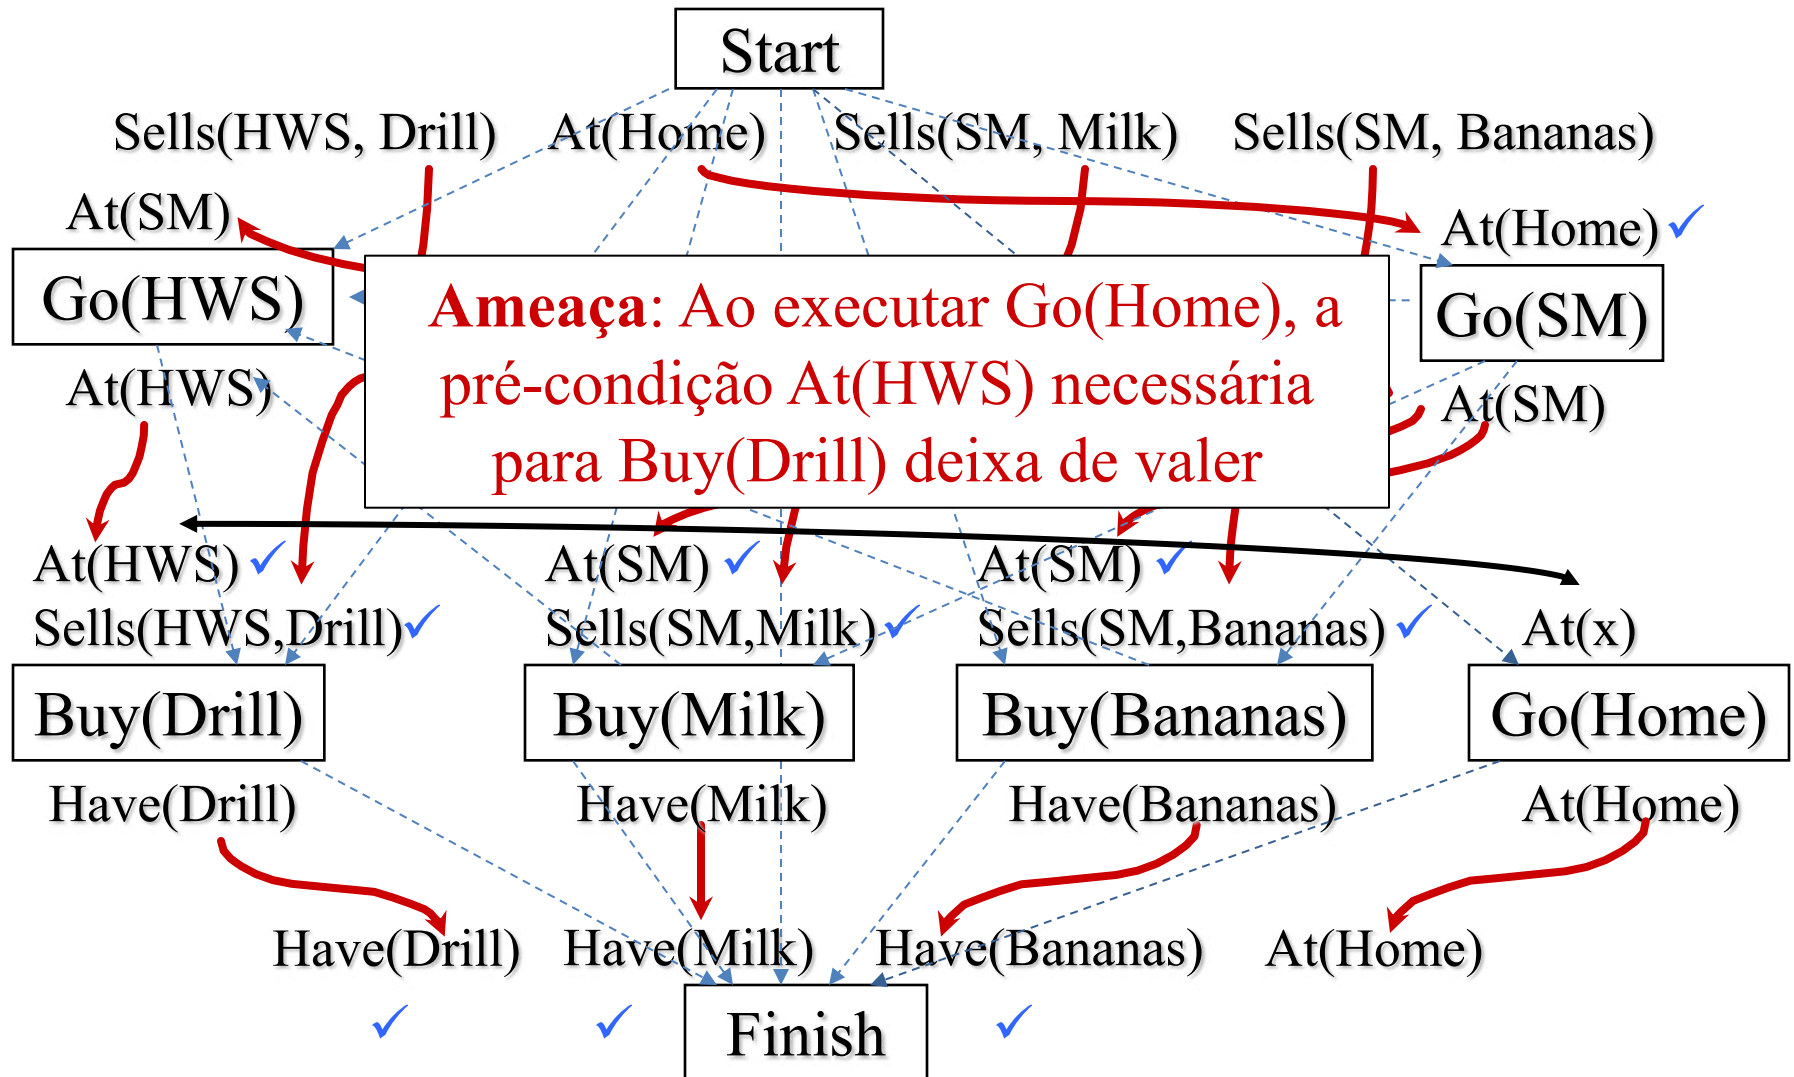 Start
Sells(HWS, Drill) At(Home) Sells(SM, Milk) Sells(SM, Bananas)
At(SM) At(Home)
Go(HWS) Go(SM)
Ameaça: Ao executar Go(Home), a
pré-condição At(HWS) necessária
para Buy(Drill) deixa de valer
At(HWS) At(SM)
At(HWS) At(SM) At(SM)
Sells(HWS,Drill) Sells(SM,Milk) Sells(SM,Bananas) At(x)
Buy(Drill) Buy(Milk) Buy(Bananas) Go(Home)
Have(Drill) Have(Milk) Have(Bananas) At(Home)
Have(Drill) Have(Milk) Have(Bananas) At(Home)
Finish